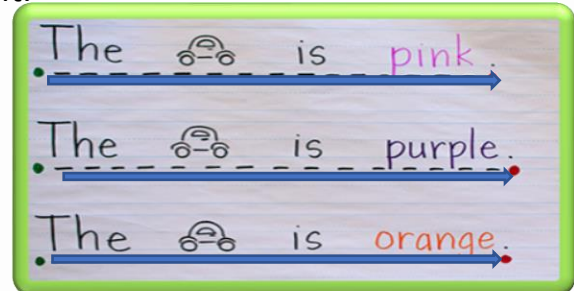 The is pink.
The is purple.
The is orange.